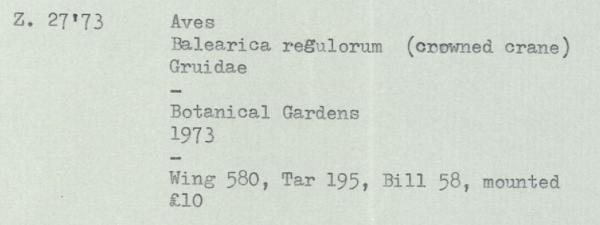 Z. 27'73 Aves
Balearica regulorum (crowned crane)
Gruidae
-
Botanical Gardens
1973
-
Wing 580, Tar 195, Bill 58, mounted
£10